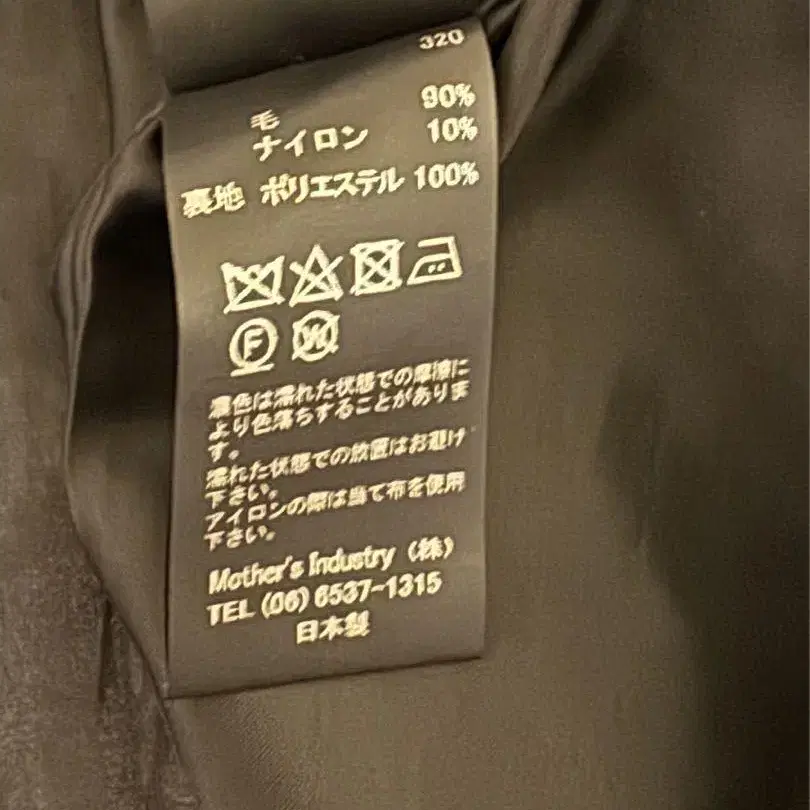 320
毛 90%
ナイロン 10%
裏地 ポリエステル 100%
F W
濃色は濡れた状態での摩擦に
より色落ちすることがありま
す。
濡れた状態での放置はお避け
下さい。
アイロンの際は当て布を使用
下さい。
Mother's Industry (株)
TEL (06) 6537-1315
日本製